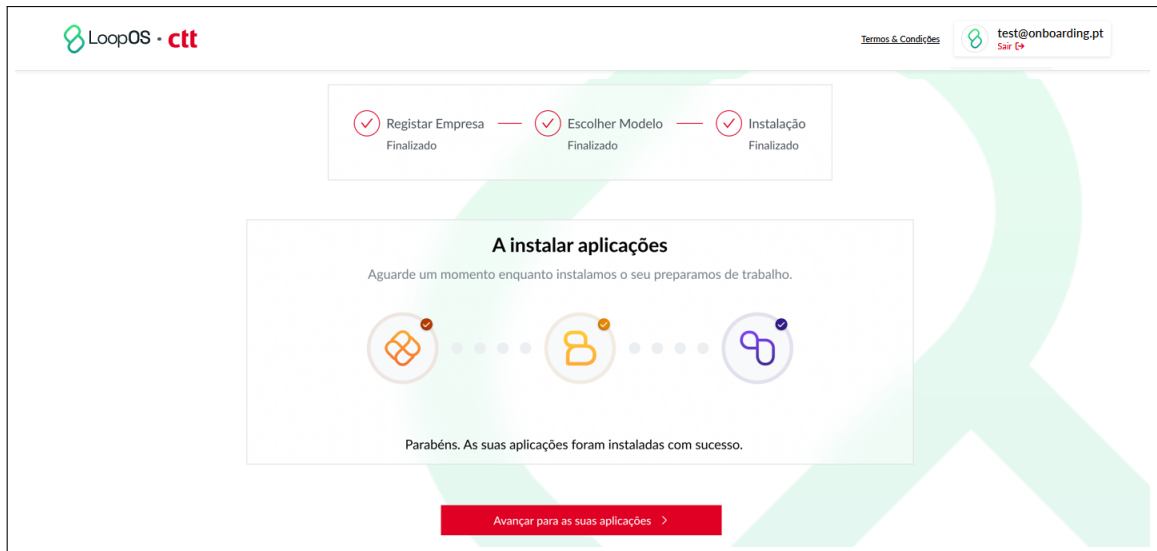 LoopOS · ctt
Termos & Condições
test@onboarding.pt
Sair
Registar Empresa
Finalizado
Escolher Modelo
Finalizado
Instalação
Finalizado
A instalar aplicações
Aguarde um momento enquanto instalamos o seu preparamos de trabalho.
Parabéns. As suas aplicações foram instaladas com sucesso.
Avançar para as suas aplicações